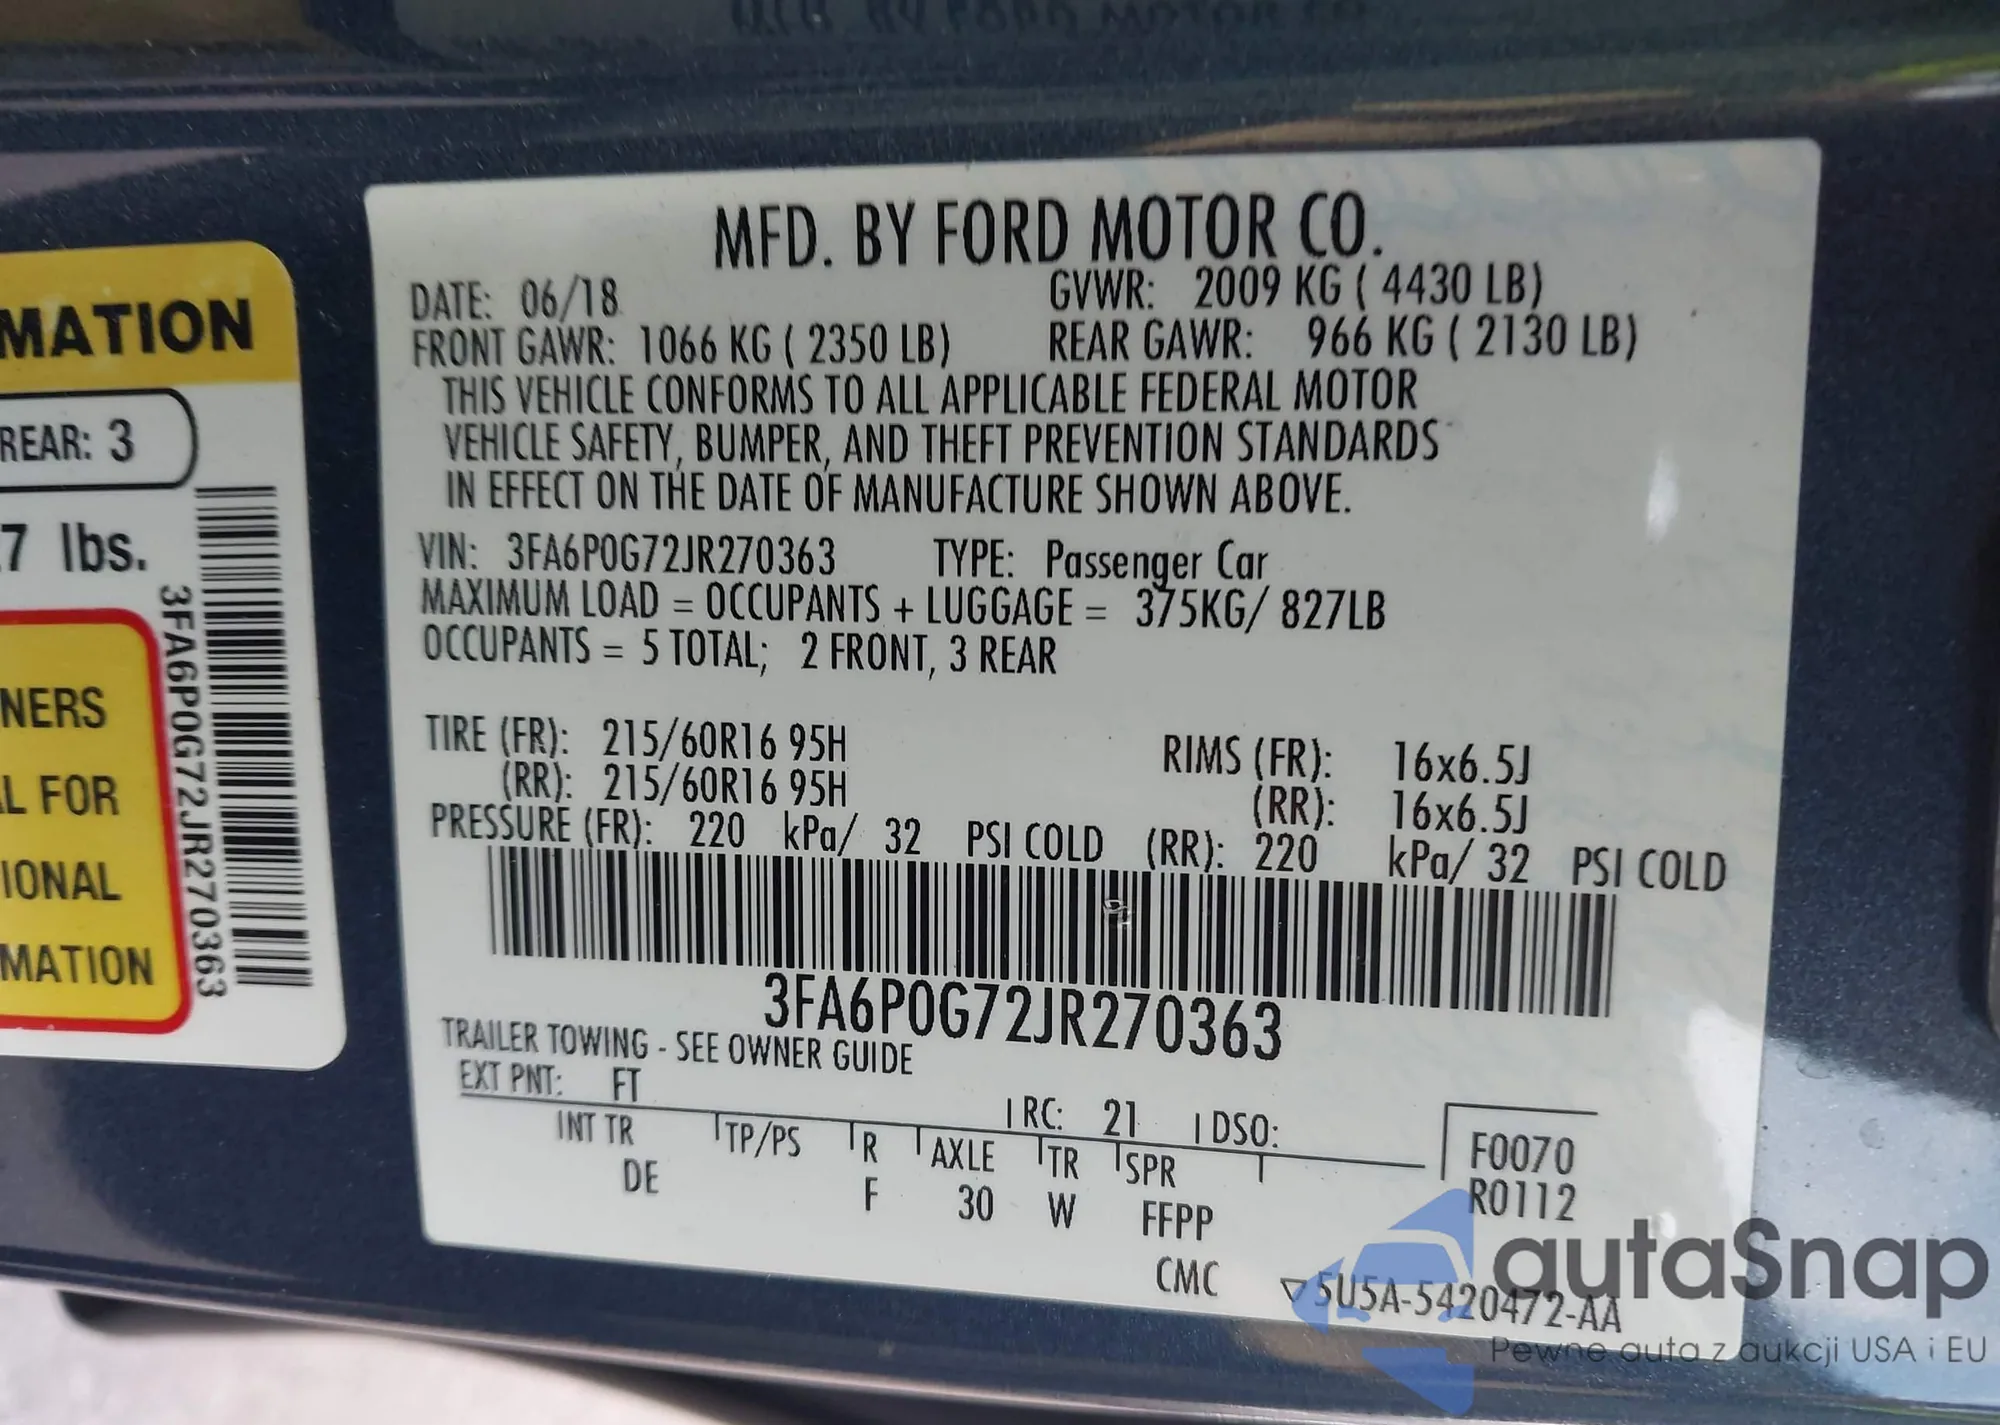 MFD. BY FORD MOTOR CO.
DATE: 06/18 GVWR: 2009 KG ( 4430 LB)
FRONT GAWR: 1066 KG ( 2350 LB) REAR GAWR: 966 KG ( 2130 LB)
THIS VEHICLE CONFORMS TO ALL APPLICABLE FEDERAL MOTOR
VEHICLE SAFETY, BUMPER, AND THEFT PREVENTION STANDARDS
IN EFFECT ON THE DATE OF MANUFACTURE SHOWN ABOVE.
VIN: 3FA6P0G72JR270363 TYPE: Passenger Car
MAXIMUM LOAD = OCCUPANTS + LUGGAGE = 375KG/ 827LB
OCCUPANTS = 5 TOTAL; 2 FRONT, 3 REAR
TIRE (FR): 215/60R16 95H RIMS (FR): 16x6.5J
(RR): 215/60R16 95H (RR): 16x6.5J
PRESSURE (FR): 220 kPa/ 32 PSI COLD (RR): 220 kPa/ 32 PSI COLD
3FA6P0G72JR270363
TRAILER TOWING - SEE OWNER GUIDE
EXT PNT: FT RC: 21 DSO:
INT TR TP/PS R AXLE TR SPR F0070
DE F 30 W FFPP R0112
CMC 5U5A-5420472-AA
MATION
REAR: 3
7 lbs.
3FA6P0G72JR270363
NERS
L FOR
IONAL
MATION
autaSnap
Pewne auta z aukcji USA i EU